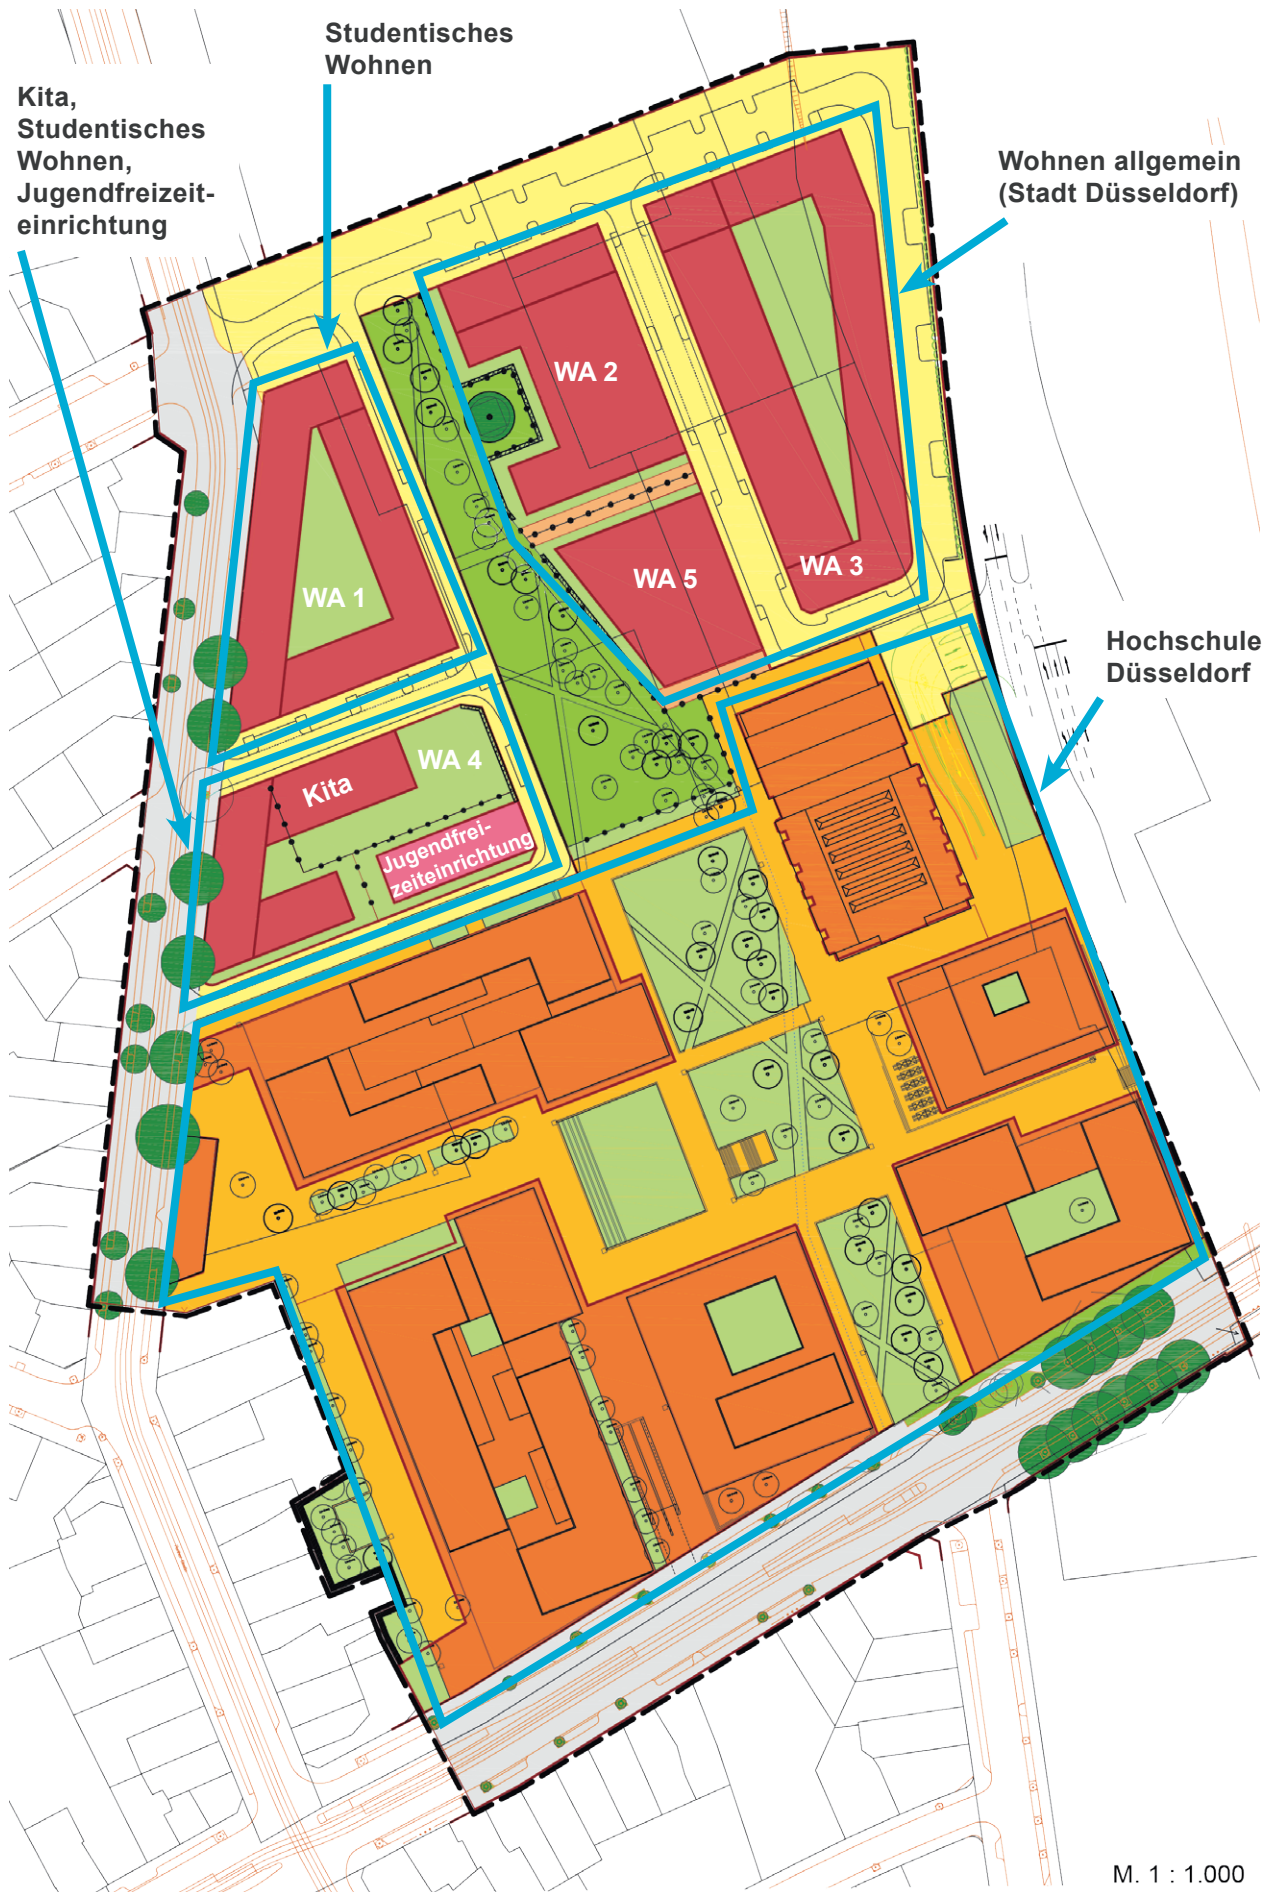 Studentisches
Wohnen
Kita,
Studentisches
Wohnen,
Jugendfreizeit-
einrichtung
Wohnen allgemein
(Stadt Düsseldorf)
WA 2
WA 5
WA 3
WA 1
Hochschule
Düsseldorf
WA 4
Kita
Jugendfrei-
zeiteinrichtung
M. 1 : 1.000